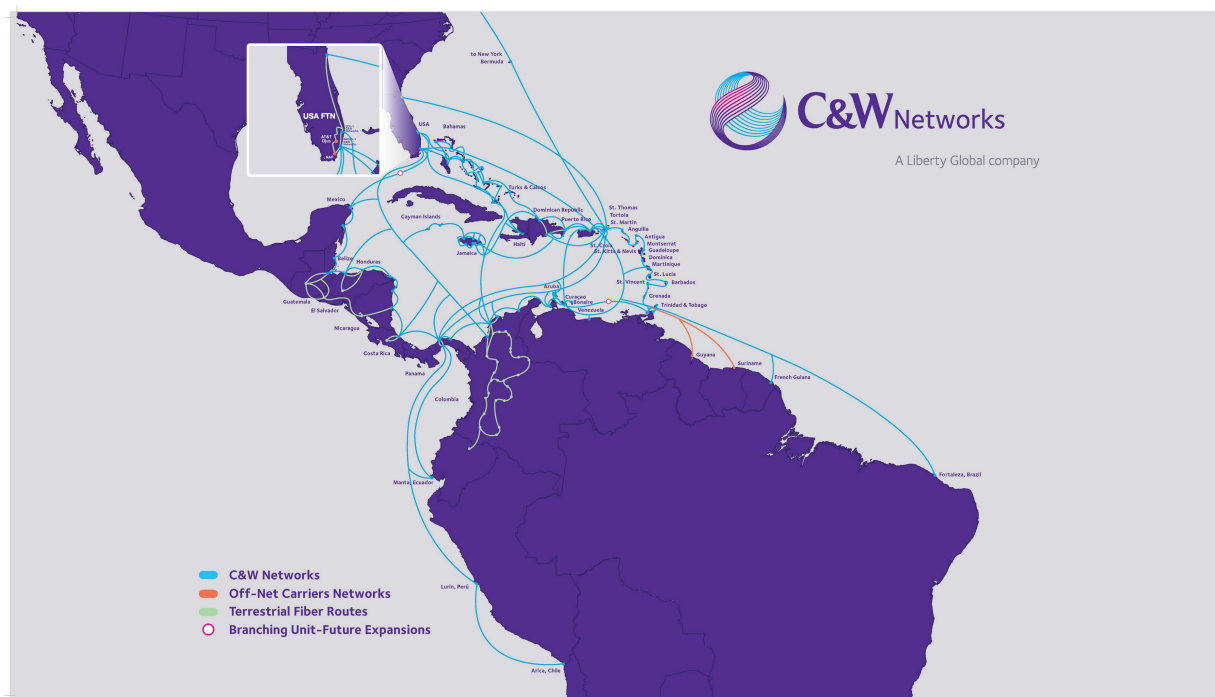 to New York
Bermuda
C&W Networks
A Liberty Global company
USA FTN
AT&T
Ojus
NAP
USA
Bahamas
Mexico
Turks & Caicos
Cayman Islands
Dominican Republic
Puerto Rico
St. Thomas
Tortola
St. Martin
Anguilla
Antigua
Montserrat
Guadeloupe
Dominica
Martinique
St. Croix
St. Kitts & Nevis
Haiti
Jamaica
Belize
Honduras
St. Lucia
Barbados
St. Vincent
Grenada
Trinidad & Tobago
Aruba
Curaçao
Bonaire
Venezuela
Guatemala
El Salvador
Nicaragua
Costa Rica
Panama
Colombia
Guyana
Suriname
French Guiana
Manta, Ecuador
Fortaleza, Brazil
C&W Networks
Off-Net Carriers Networks
Terrestrial Fiber Routes
Branching Unit-Future Expansions
Lurin, Perú
Arica, Chile